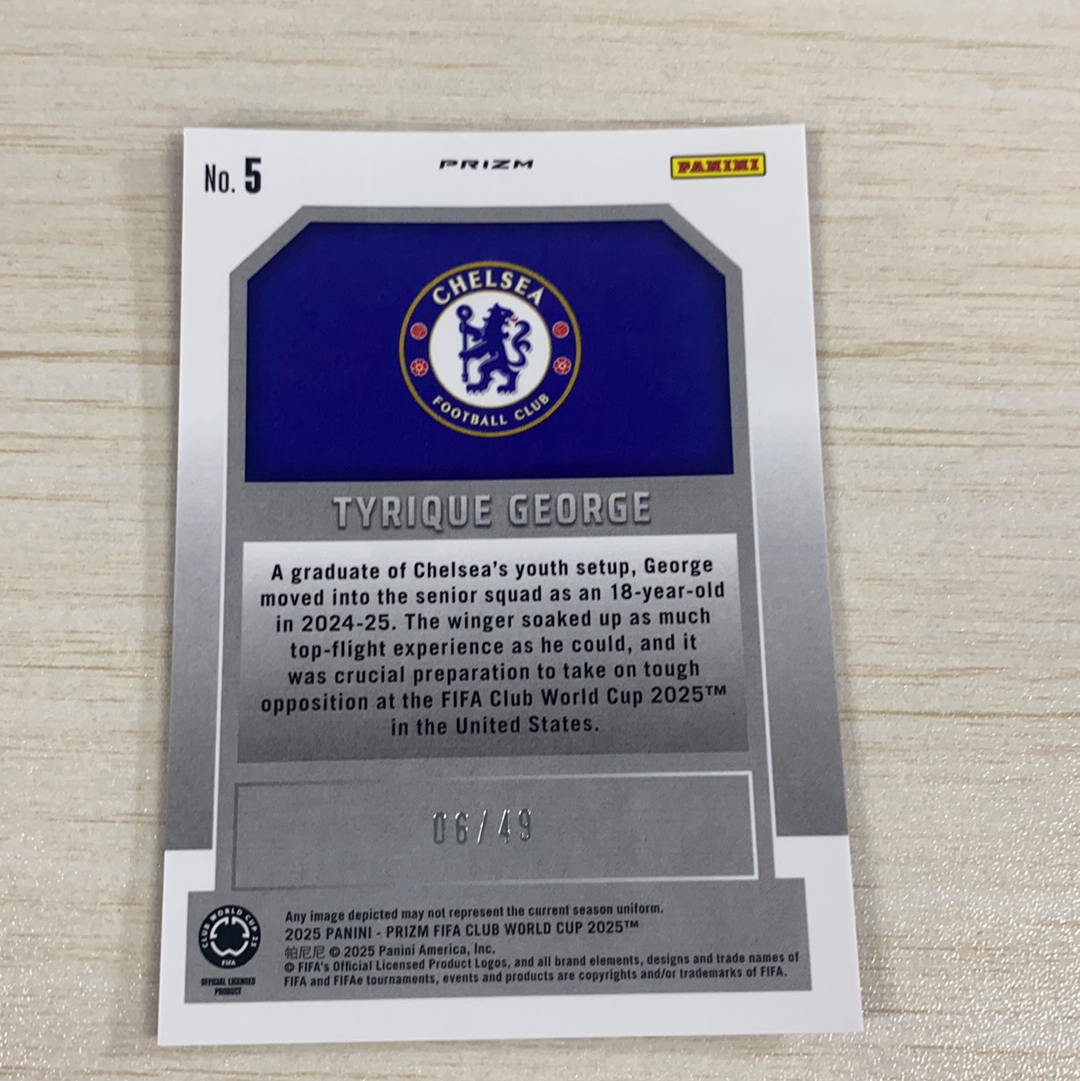 No. 5
PRIZM
PANINI
CHELSEA
FOOTBALL CLUB
TYRIQUE GEORGE
A graduate of Chelsea's youth setup, George
moved into the senior squad as an 18-year-old
in 2024-25. The winger soaked up as much
top-flight experience as he could, and it
was crucial preparation to take on tough
opposition at the FIFA Club World Cup 2025™
in the United States.
06/49
CLUB WORLD CUP 25
FIFA
OFFICIAL LICENSED
PRODUCT
Any image depicted may not represent the current season uniform.
2025 PANINI - PRIZM FIFA CLUB WORLD CUP 2025™
帕尼尼 © 2025 Panini America, Inc.
© FIFA's Official Licensed Product Logos, and all brand elements, designs and trade names of
FIFA and FIFAe tournaments, events and products are copyrights and/or trademarks of FIFA.